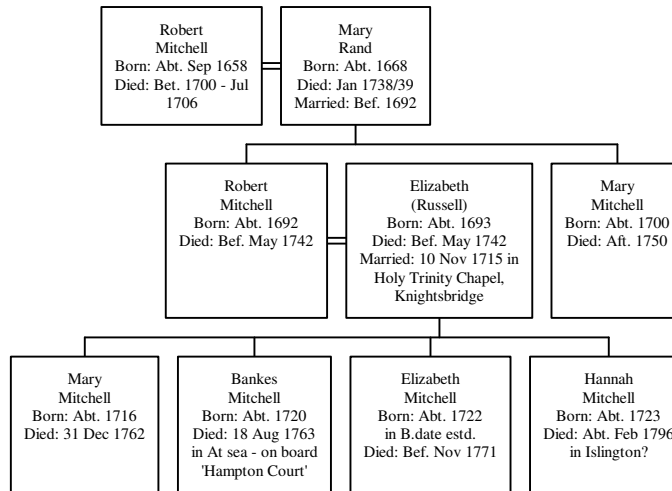 Robert
Mitchell
Born: Abt. Sep 1658
Died: Bet. 1700 - Jul
1706
Mary
Rand
Born: Abt. 1668
Died: Jan 1738/39
Married: Bef. 1692
Robert
Mitchell
Born: Abt. 1692
Died: Bef. May 1742
Elizabeth
(Russell)
Born: Abt. 1693
Died: Bef. May 1742
Married: 10 Nov 1715 in
Holy Trinity Chapel,
Knightsbridge
Mary
Mitchell
Born: Abt. 1700
Died: Aft. 1750
Mary
Mitchell
Born: Abt. 1716
Died: 31 Dec 1762
Bankes
Mitchell
Born: Abt. 1720
Died: 18 Aug 1763
in At sea - on board
'Hampton Court'
Elizabeth
Mitchell
Born: Abt. 1722
in B.date estd.
Died: Bef. Nov 1771
Hannah
Mitchell
Born: Abt. 1723
Died: Abt. Feb 1796
in Islington?